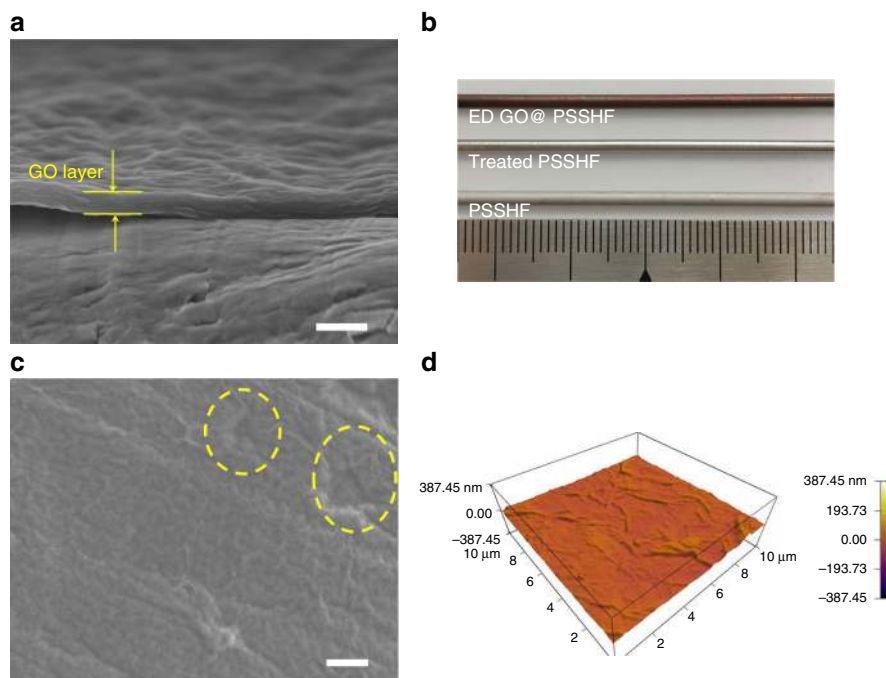 a
GO layer
b
ED GO@ PSSHF
Treated PSSHF
PSSHF
c
d
387.45 nm
0.00
–387.45
10 μm
8
6
4
2
2
4
6
8
10 μm
387.45 nm
193.73
0.00
–193.73
–387.45